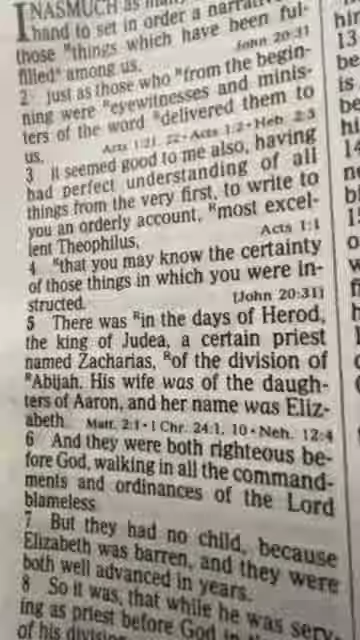 INASMUCH as man
hand to set in order a narrative
those "things which have been ful-
filled" among us. John 20:31
2 just as those who "from the begin-
ning were "eyewitnesses and minis-
ters of the word "delivered them to
us, Acts 1:21, 22 • Acts 1:2 • Heb. 2:3
3 it seemed good to me also, having
had perfect understanding of all
things from the very first, to write to
you an orderly account, "most excel-
lent Theophilus, Acts 1:1
4 "that you may know the certainty
of those things in which you were in-
structed. [John 20:31]
5 There was Rin the days of Herod,
the king of Judea, a certain priest
named Zacharias, Rof the division of
RAbijah. His wife was of the daugh-
ters of Aaron, and her name was Eliz-
abeth. Matt. 2:1 • 1 Chr. 24:1, 10 • Neh. 12:4
6 And they were both righteous be-
fore God, walking in all the command-
ments and ordinances of the Lord
blameless.
7 But they had no child, because
Elizabeth was barren, and they were
both well advanced in years.
8 So it was, that while he was serv-
ing as priest before God
of his division